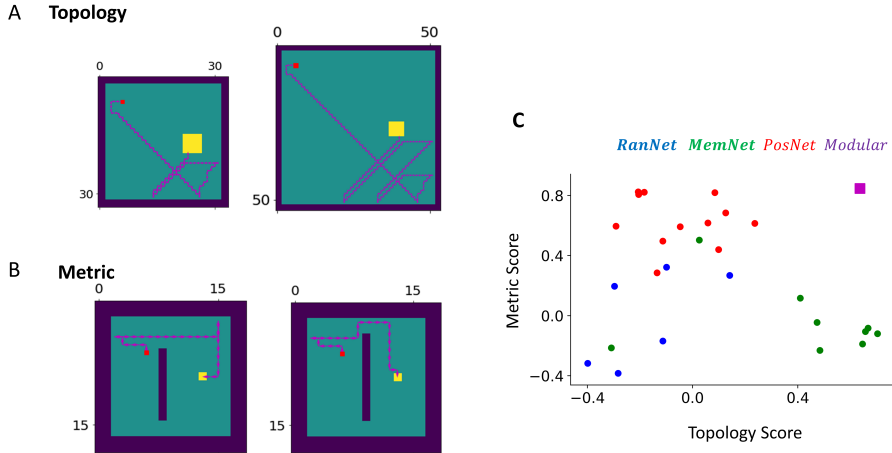 A
Topology
0
30
30
0
50
50
B
Metric
0
15
15
0
15
15
C
RanNet MemNet PosNet Modular
0.8
0.4
0.0
−0.4
Metric Score
−0.4
0.0
0.4
Topology Score